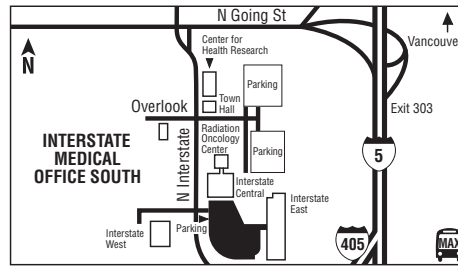 N Going St
Center for
Health Research
Vancouver
N
Parking
Town
Hall
Overlook
Exit 303
Radiation
Oncology
Center
Parking
INTERSTATE
MEDICAL
OFFICE SOUTH
N Interstate
5
Interstate
Central
Interstate
East
Parking
Interstate
West
405
MAX